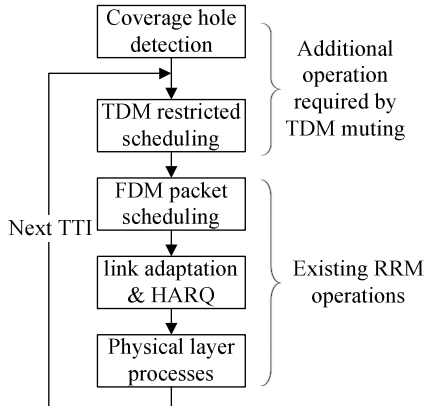 Coverage hole
detection
Additional
operation
required by
TDM muting
TDM restricted
scheduling
FDM packet
scheduling
Next TTI
link adaptation
& HARQ
Existing RRM
operations
Physical layer
processes